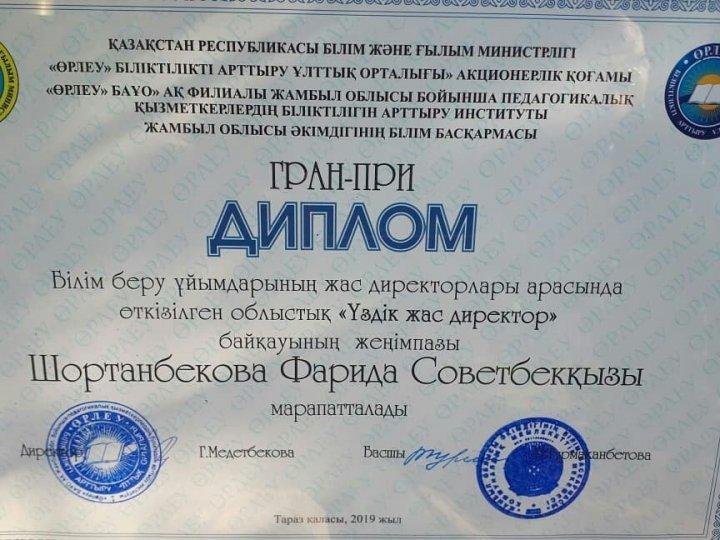 ҚАЗАҚСТАН РЕСПУБЛИКАСЫ БІЛІМ ЖӘНЕ ҒЫЛЫМ МИНИСТРЛІГІ
«ӨРЛЕУ» БІЛІКТІЛІКТІ АРТТЫРУ ҰЛТТЫҚ ОРТАЛЫҒЫ» АКЦИОНЕРЛІК ҚОҒАМЫ
«ӨРЛЕУ» БАҰО» АҚ ФИЛИАЛЫ ЖАМБЫЛ ОБЛЫСЫ БОЙЫНША ПЕДАГОГИКАЛЫҚ
ҚЫЗМЕТКЕРЛЕРДІҢ БІЛІКТІЛІГІН АРТТЫРУ ИНСТИТУТЫ
ЖАМБЫЛ ОБЛЫСЫ ӘКІМДІГІНІҢ БІЛІМ БАСҚАРМАСЫ
ГРАН-ПРИ
ДИПЛОМ
Білім беру ұйымдарының жас директорлары арасында
өткізілген облыстық «Үздік жас директор»
байқауының жеңімпазы
Шортанбекова Фарида Советбекқызы
марапатталады
Директор Г.Медетбекова Басшы
ӨРЛЕУ
Тараз қаласы, 2019 жыл